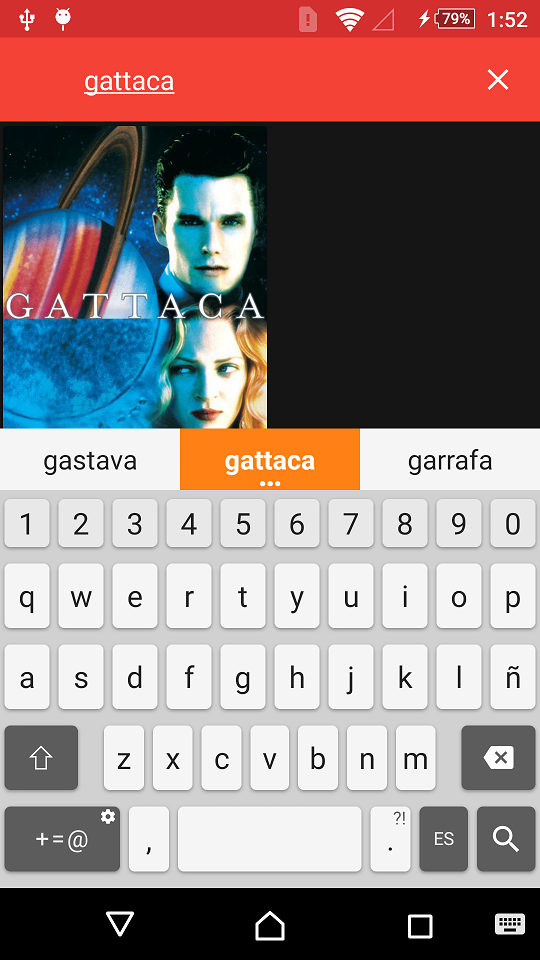 79% 1:52
gattaca
GATTACA
gastava gattaca garrafa
1 2 3 4 5 6 7 8 9 0
q w e r t y u i o p
a s d f g h j k l ñ
z x c v b n m
+=@ , . ?! ES